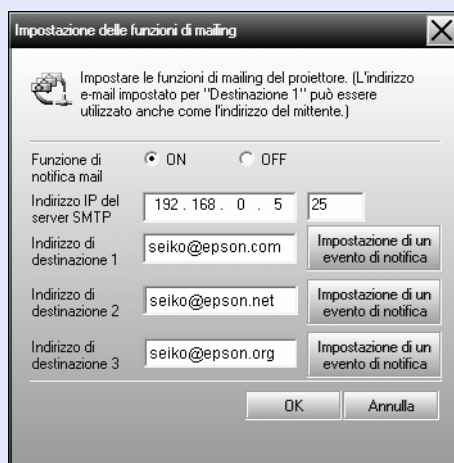 Impostazione delle funzioni di mailing
Impostare le funzioni di mailing del proiettore. (L'indirizzo
e-mail impostato per "Destinazione 1" può essere
utilizzato anche come l'indirizzo del mittente.)
Funzione di
notifica mail
ON
OFF
Indirizzo IP del
server SMTP
192 . 168 . 0 . 5
25
Indirizzo di
destinazione 1
seiko@epson.com
Impostazione di un
evento di notifica
Indirizzo di
destinazione 2
seiko@epson.net
Impostazione di un
evento di notifica
Indirizzo di
destinazione 3
seiko@epson.org
Impostazione di un
evento di notifica
OK
Annulla